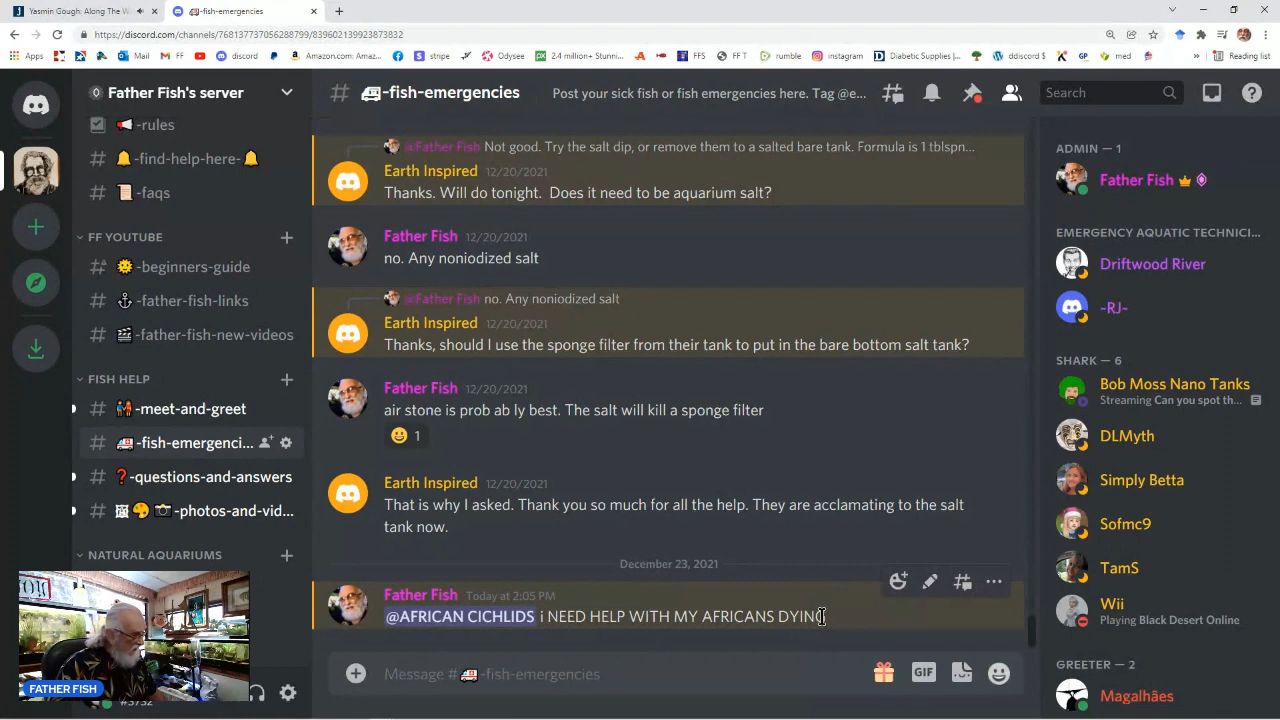 Yasmin Gough: Along The W
-fish-emergencies
https://discord.com/channels/768137737056288799/839602139923873832
Apps
Mail
FF
discord
Amazon.com: Amaz...
stripe
Odysee
2.4 million+ Stunni...
FFS
FF T
rumble
instagram
Diabetic Supplies |...
ddiscord $
GP
med
Reading list
Father Fish's server
-fish-emergencies
Post your sick fish or fish emergencies here. Tag @e...
Search
-rules
-find-help-here-
-faqs
FF YOUTUBE
-beginners-guide
-father-fish-links
-father-fish-new-videos
FISH HELP
-meet-and-greet
-fish-emergenci...
-questions-and-answers
-photos-and-vid...
NATURAL AQUARIUMS
FATHER FISH
#3732
@Father Fish Not good. Try the salt dip, or remove them to a salted bare tank. Formula is 1 tblspn...
Earth Inspired 12/20/2021
Thanks. Will do tonight. Does it need to be aquarium salt?
Father Fish 12/20/2021
no. Any noniodized salt
@Father Fish no. Any noniodized salt
Earth Inspired 12/20/2021
Thanks, should I use the sponge filter from their tank to put in the bare bottom salt tank?
Father Fish 12/20/2021
air stone is prob ab ly best. The salt will kill a sponge filter
1
Earth Inspired 12/20/2021
That is why I asked. Thank you so much for all the help. They are acclamating to the salt
tank now.
December 23, 2021
Father Fish Today at 2:05 PM
@AFRICAN CICHLIDS i NEED HELP WITH MY AFRICANS DYING
Message #-fish-emergencies
GIF
ADMIN — 1
Father Fish
EMERGENCY AQUATIC TECHNICI...
Driftwood River
-RJ-
SHARK — 6
Bob Moss Nano Tanks
Streaming Can you spot th...
DLMyth
Simply Betta
Sofmc9
TamS
Wii
Playing Black Desert Online
GREETER — 2
Magalhães